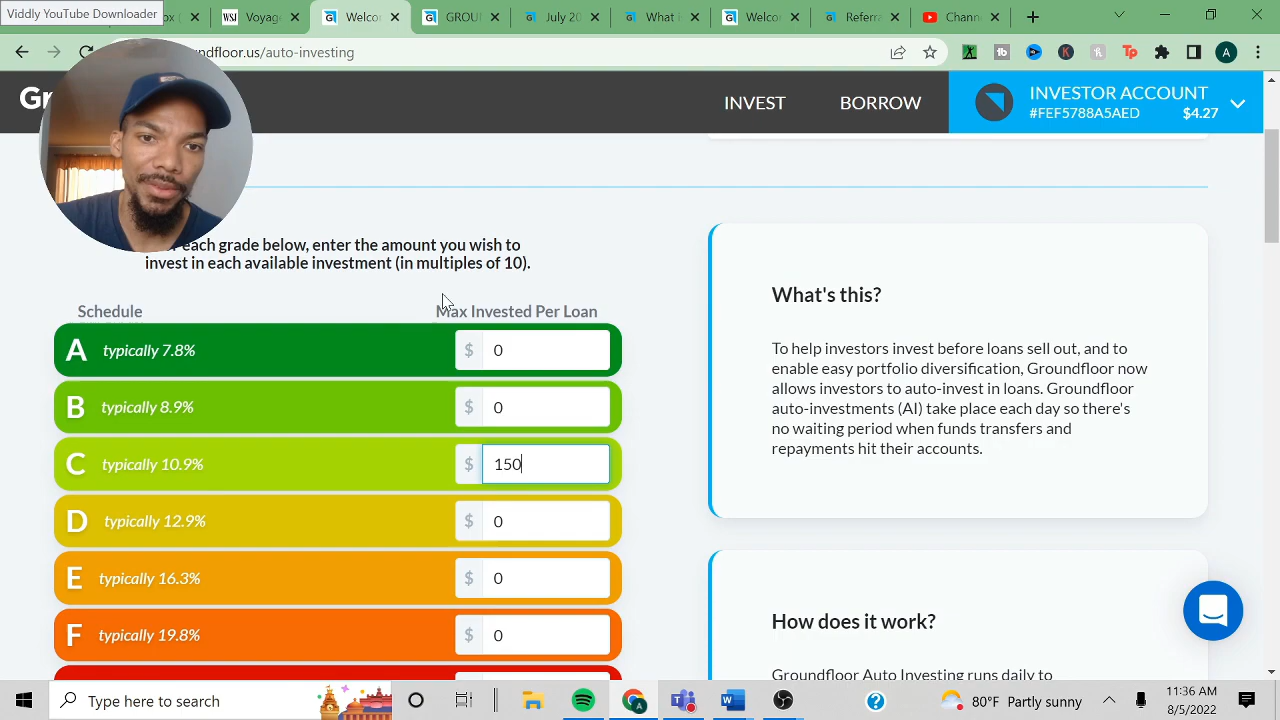 Viddly YouTube Downloader
ox
Voyage
Welcor
GROUN
July 20
What is
Welco
Referra
Chann
ndfloor.us/auto-investing
A
Gr
INVEST
BORROW
INVESTOR ACCOUNT
#FEF5788A5AED
$4.27
each grade below, enter the amount you wish to
invest in each available investment (in multiples of 10).
Schedule
Max Invested Per Loan
A typically 7.8% $ 0
B typically 8.9% $ 0
C typically 10.9% $ 150
D typically 12.9% $ 0
E typically 16.3% $ 0
F typically 19.8% $ 0
What's this?
To help investors invest before loans sell out, and to
enable easy portfolio diversification, Groundfloor now
allows investors to auto-invest in loans. Groundfloor
auto-investments (AI) take place each day so there's
no waiting period when funds transfers and
repayments hit their accounts.
How does it work?
Groundfloor Auto Investing runs daily to
Type here to search
80°F Partly sunny
11:36 AM
8/5/2022